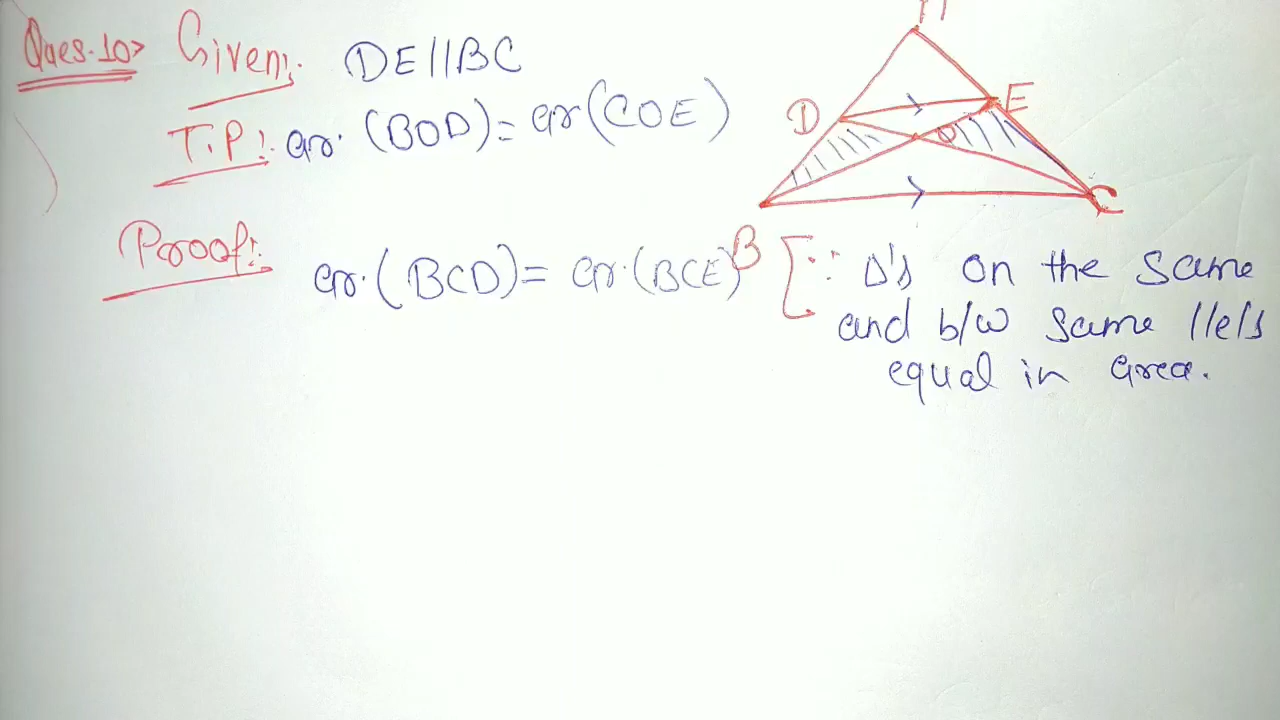 Ques.10> Given:- DE||BC
T.P!:- ar. (BOD) = ar(COE)
Proof:-
ar.(BCD) = ar.(BCE) [∵ Δ's on the same
and b/w same ||e/s
equal in area.
A
D
E
O
B
C